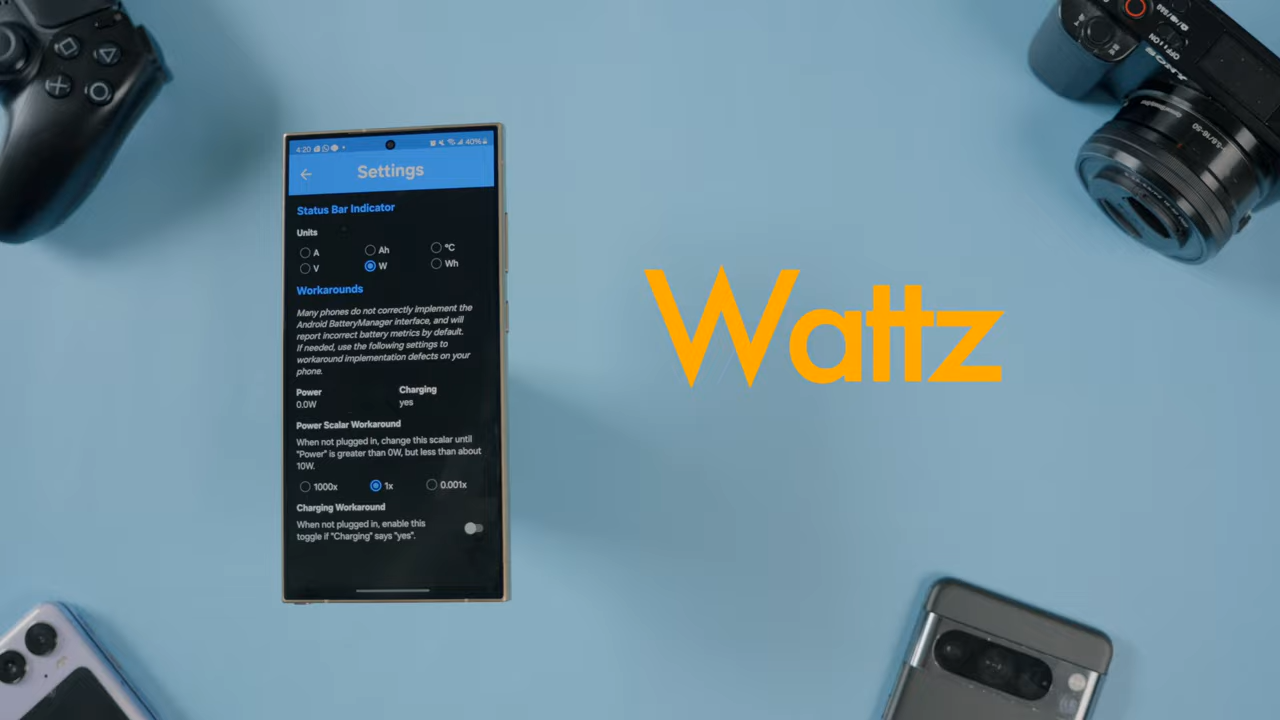 4:20
40%
Settings
Status Bar Indicator
Units
A
Ah
°C
V
W
Wh
Workarounds
Many phones do not correctly implement the
Android BatteryManager interface, and will
report incorrect battery metrics by default.
If needed, use the following settings to
workaround implementation defects on your
phone.
Power
Charging
0.0W
yes
Power Scalar Workaround
When not plugged in, change this scalar until
"Power" is greater than 0W, but less than about
10W.
1000x
1x
0.001x
Charging Workaround
When not plugged in, enable this
toggle if "Charging" says "yes".
Wattz
SONY
OFF
ON